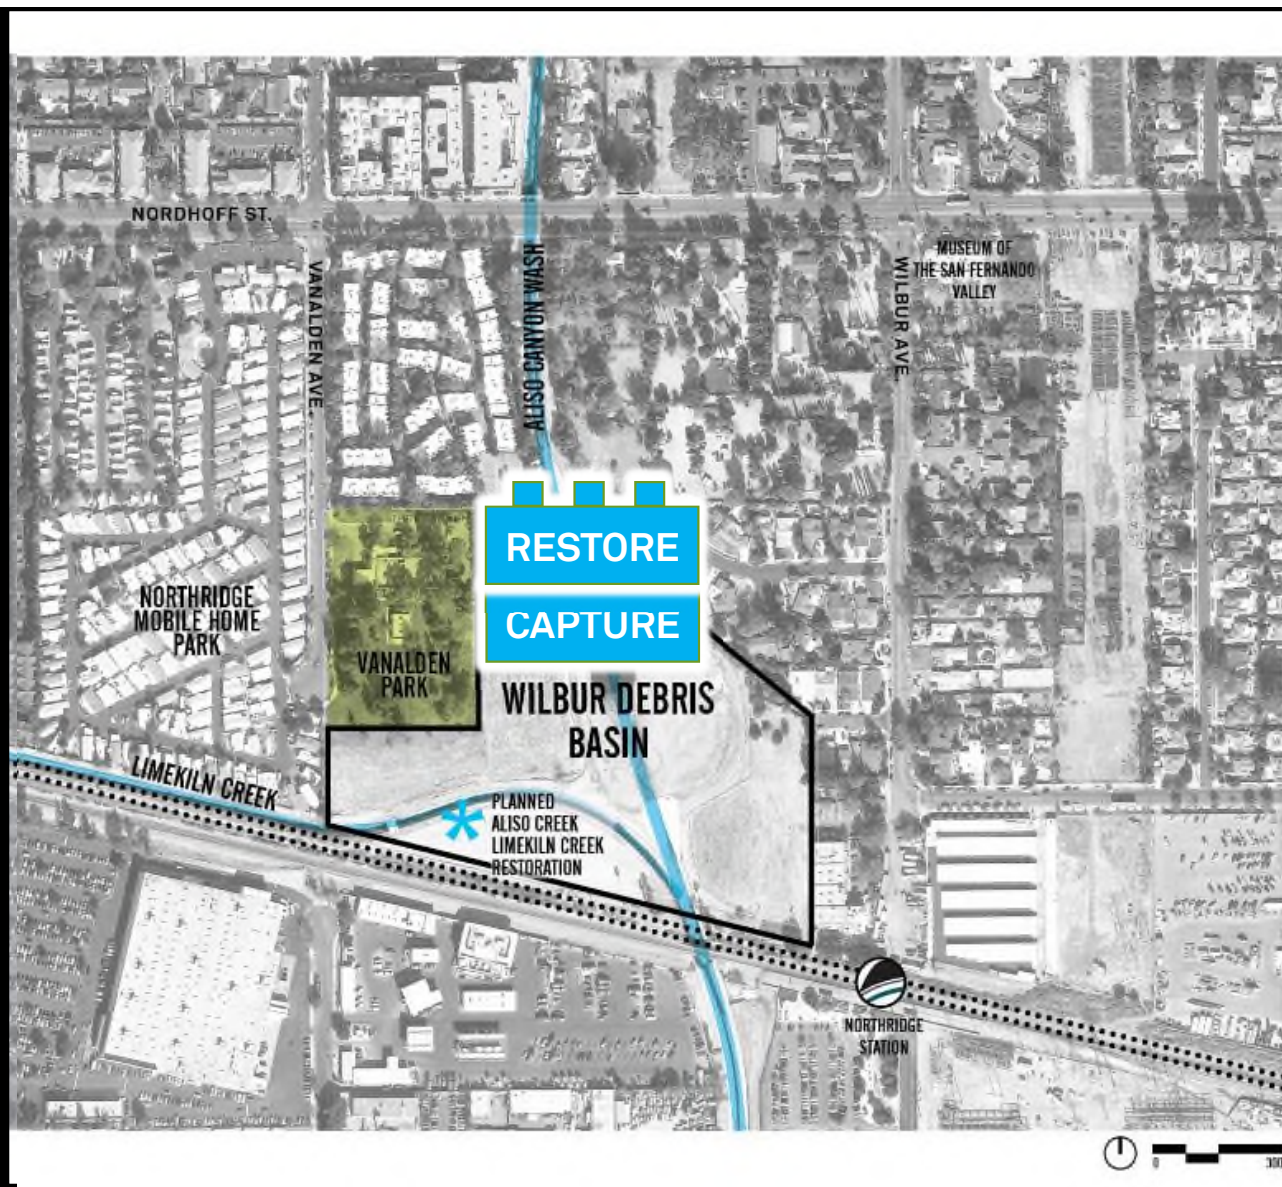 NORDHOFF ST.
VANALDEN AVE.
ALISO CANYON WASH
WILBUR AVE.
MUSEUM OF
THE SAN FERNANDO
VALLEY
RESTORE
CAPTURE
NORTHRIDGE
MOBILE HOME
PARK
VANALDEN
PARK
WILBUR DEBRIS
BASIN
LIMEKILN CREEK
PLANNED
ALISO CREEK
LIMEKILN CREEK
RESTORATION
NORTHRIDGE
STATION
0 300